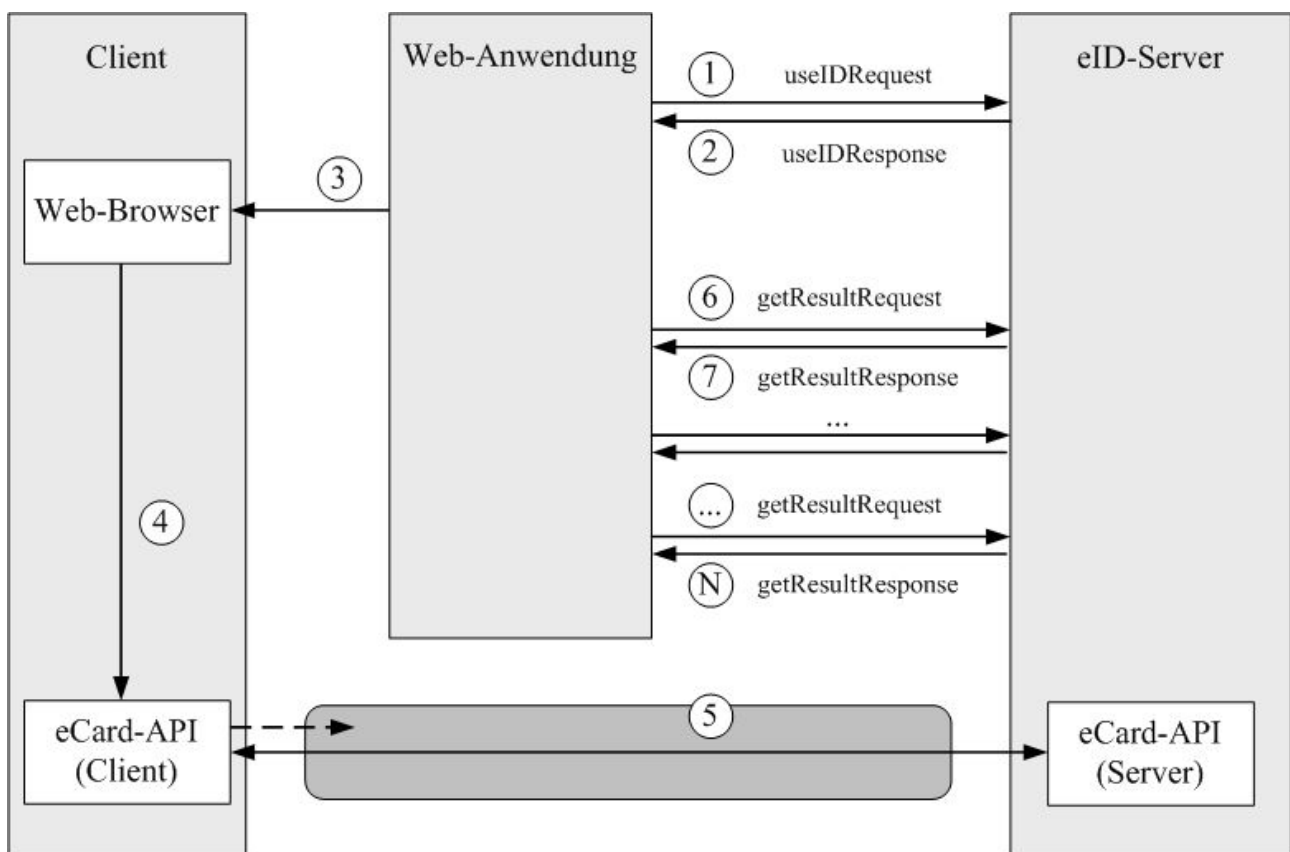 Client
Web-Anwendung
eID-Server
1
useIDRequest
2
useIDResponse
3
Web-Browser
6
getResultRequest
7
getResultResponse
...
4
...
getResultRequest
N
getResultResponse
5
eCard-API
(Client)
eCard-API
(Server)